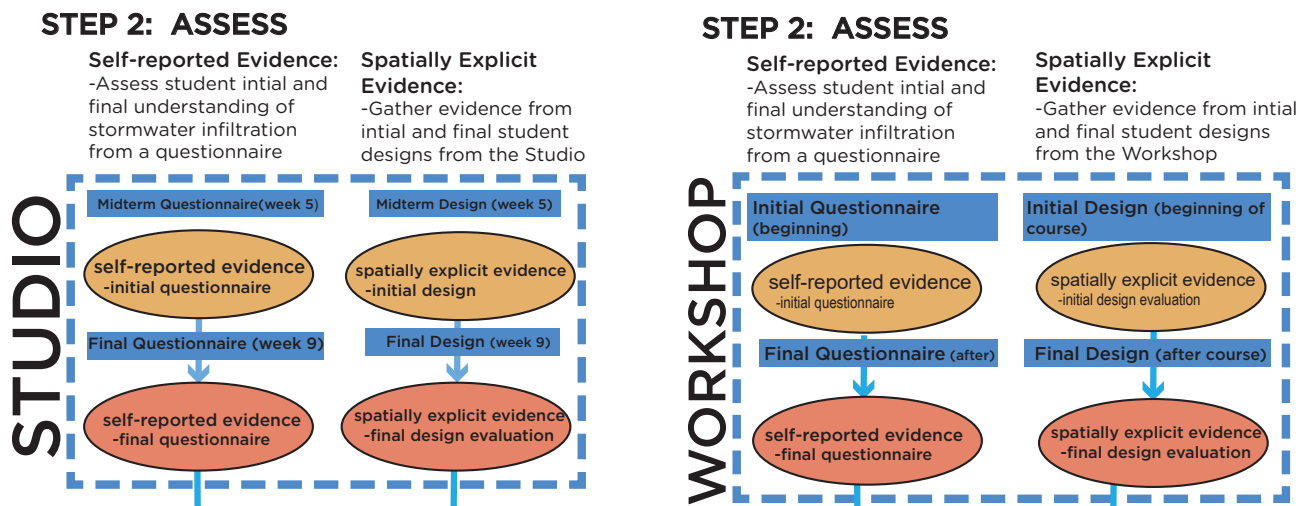 STEP 2: ASSESS
Self-reported Evidence:
-Assess student intial and
final understanding of
stormwater infiltration
from a questionnaire
Spatially Explicit
Evidence:
-Gather evidence from
intial and final student
designs from the Studio
STUDIO
Midterm Questionnaire(week 5)
Midterm Design (week 5)
self-reported evidence
-initial questionnaire
spatially explicit evidence
-initial design
Final Questionnaire (week 9)
Final Design (week 9)
self-reported evidence
-final questionnaire
spatially explicit evidence
-final design evaluation
STEP 2: ASSESS
Self-reported Evidence:
-Assess student intial and
final understanding of
stormwater infiltration
from a questionnaire
Spatially Explicit
Evidence:
-Gather evidence from intial
and final student designs
from the Workshop
WORKSHOP
Initial Questionnaire
(beginning)
Initial Design (beginning of
course)
self-reported evidence
-initial questionnaire
spatially explicit evidence
-initial design evaluation
Final Questionnaire (after)
Final Design (after course)
self-reported evidence
-final questionnaire
spatially explicit evidence
-final design evaluation